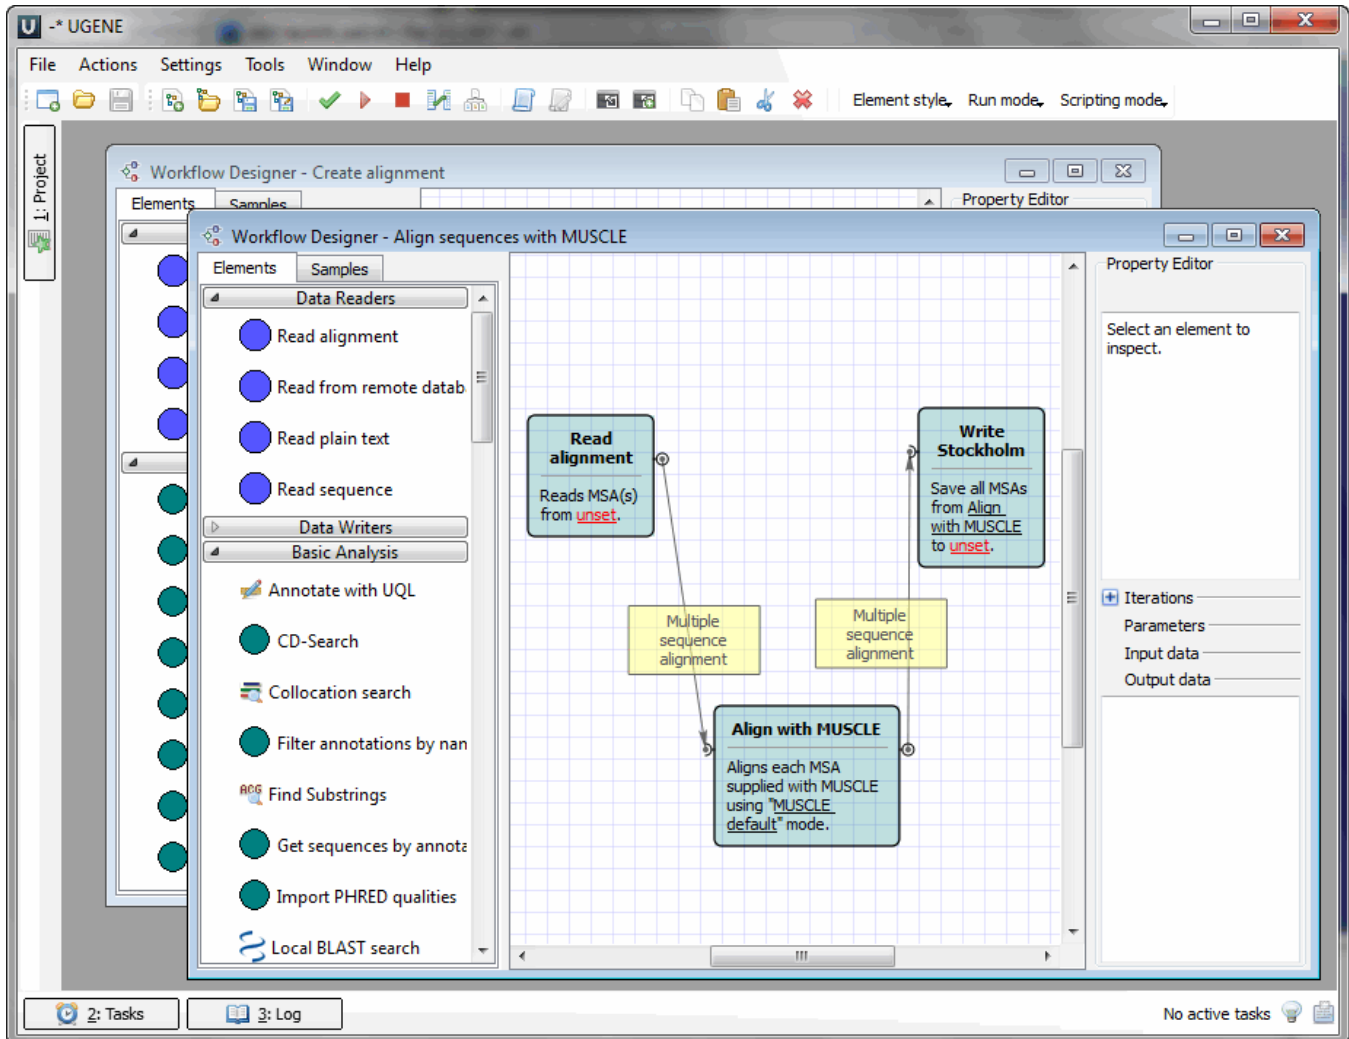 -* UGENE
File Actions Settings Tools Window Help
Element style Run mode Scripting mode
1: Project
Workflow Designer - Create alignment
Elements Samples
Property Editor
Workflow Designer - Align sequences with MUSCLE
Elements Samples
Data Readers
Read alignment
Read from remote datab
Read plain text
Read sequence
Data Writers
Basic Analysis
Annotate with UQL
CD-Search
Collocation search
ACG
Filter annotations by nan
Find Substrings
Get sequences by annota
Import PHRED qualities
Local BLAST search
Read
alignment
Reads MSA(s)
from unset.
Multiple
sequence
alignment
Align with MUSCLE
Aligns each MSA
supplied with MUSCLE
using "MUSCLE
default" mode.
Multiple
sequence
alignment
Write
Stockholm
Save all MSAs
from Align
with MUSCLE
to unset.
Property Editor
Select an element to
inspect.
Iterations
Parameters
Input data
Output data
2: Tasks
3: Log
No active tasks